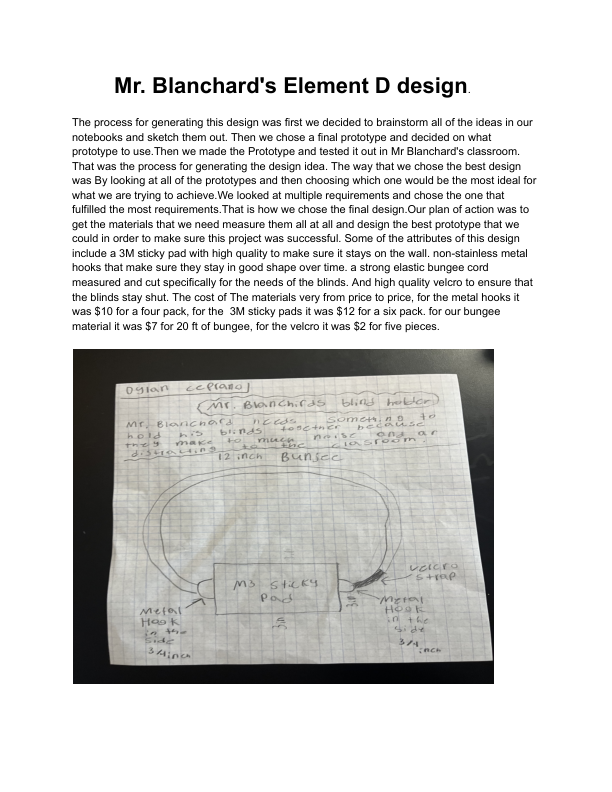 Mr. Blanchard's Element D design.
The process for generating this design was first we decided to brainstorm all of the ideas in our
notebooks and sketch them out. Then we chose a final prototype and decided on what
prototype to use.Then we made the Prototype and tested it out in Mr Blanchard's classroom.
That was the process for generating the design idea. The way that we chose the best design
was By looking at all of the prototypes and then choosing which one would be the most ideal for
what we are trying to achieve.We looked at multiple requirements and chose the one that
fulfilled the most requirements.That is how we chose the final design.Our plan of action was to
get the materials that we need measure them all at all and design the best prototype that we
could in order to make sure this project was successful. Some of the attributes of this design
include a 3M sticky pad with high quality to make sure it stays on the wall. non-stainless metal
hooks that make sure they stay in good shape over time. a strong elastic bungee cord
measured and cut specifically for the needs of the blinds. And high quality velcro to ensure that
the blinds stay shut. The cost of The materials very from price to price, for the metal hooks it
was $10 for a four pack, for the  3M sticky pads it was $12 for a six pack. for our bungee
material it was $7 for 20 ft of bungee, for the velcro it was $2 for five pieces.
Dylan
Mr. Blanchirds blind holder
Mr. Blanchard needs something to
hold his blinds together because
they make to much noise and ar
distrating to the classroom
12 inch Bunjee
M3 Sticky
Pad
velcro
strap
Metal
Hook
in the
side
3/4 inch
Metal
Hook
in the
side
3/4
inch